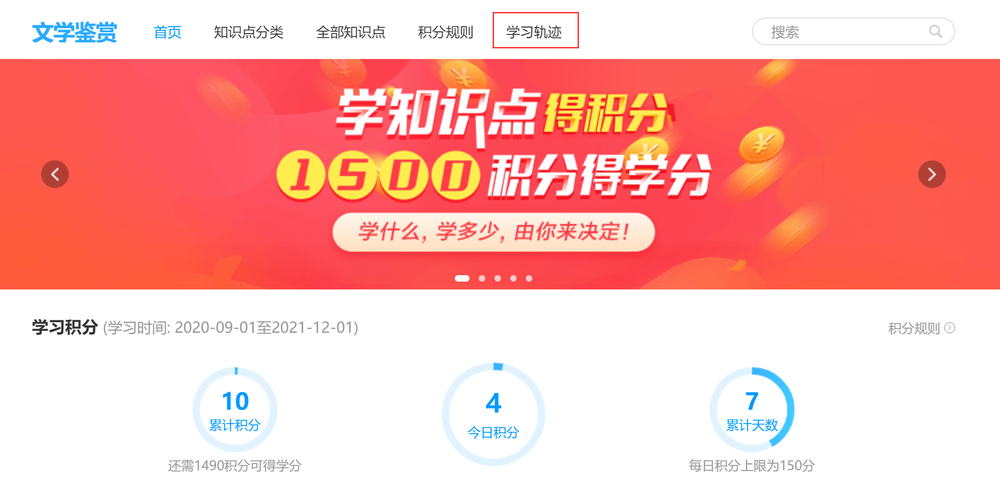 文学鉴赏 首页 知识点分类 全部知识点 积分规则 学习轨迹 搜索
学知识点得积分
1500积分得学分
学什么, 学多少, 由你来决定!
学习积分 (学习时间: 2020-09-01至2021-12-01) 积分规则
10 4 7
累计积分 今日积分 累计天数
还需1490积分可得学分 每日积分上限为150分